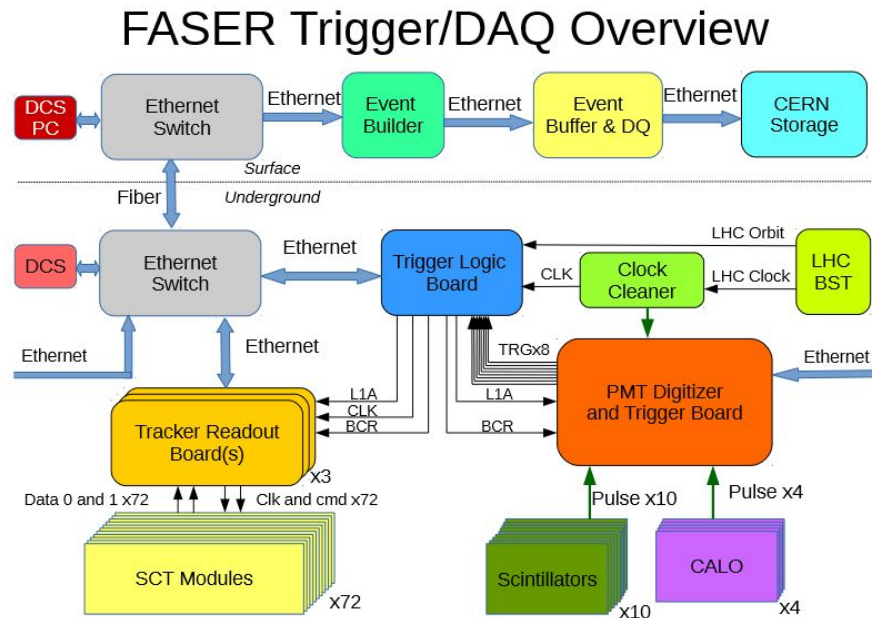 FASER Trigger/DAQ Overview
DCS
PC
Ethernet
Switch
Ethernet
Event
Builder
Ethernet
Event
Buffer & DQ
Ethernet
CERN
Storage
Surface
Fiber
Underground
DCS
Ethernet
Switch
Ethernet
Trigger Logic
Board
LHC Orbit
CLK
Clock
Cleaner
LHC Clock
LHC
BST
Ethernet
Ethernet
TRGx8
Ethernet
L1A
CLK
BCR
L1A
BCR
PMT Digitizer
and Trigger Board
Tracker Readout
Board(s)
x3
Data 0 and 1 x72
Clk and cmd x72
Pulse x10
Pulse x4
SCT Modules
x72
Scintillators
x10
CALO
x4